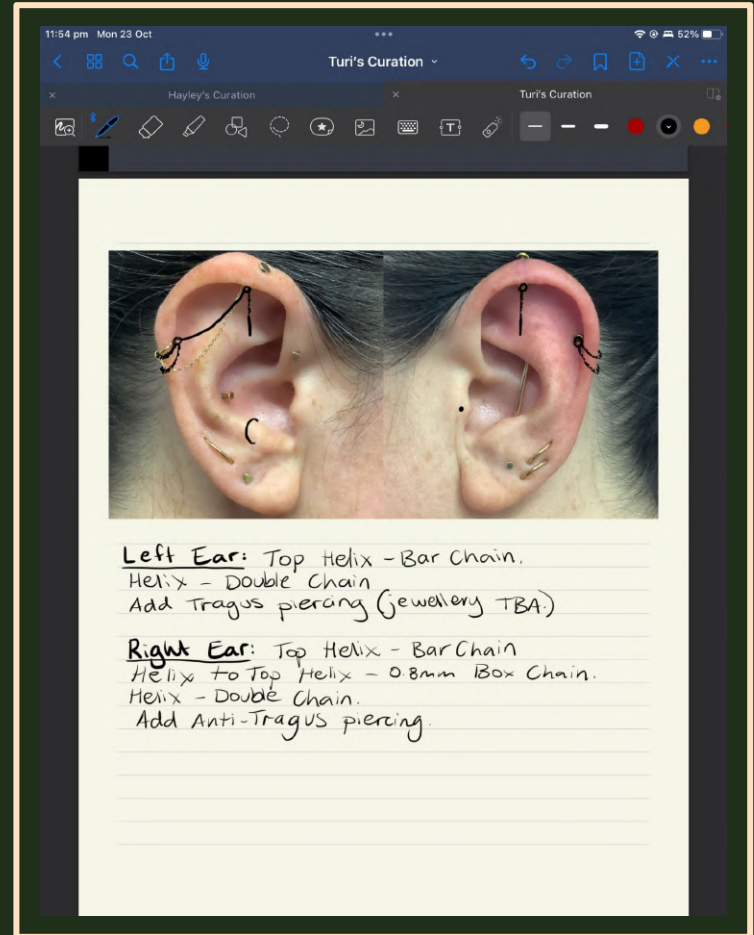 11:54 pm Mon 23 Oct
52%
Turi's Curation
Hayley's Curation
Turi's Curation
Left Ear: Top Helix - Bar Chain.
Helix - Double Chain
Add Tragus piercing (jewellery TBA.)
Right Ear: Top Helix - Bar Chain
Helix to Top Helix - 0.8mm Box Chain.
Helix - Double Chain.
Add Anti-Tragus piercing.